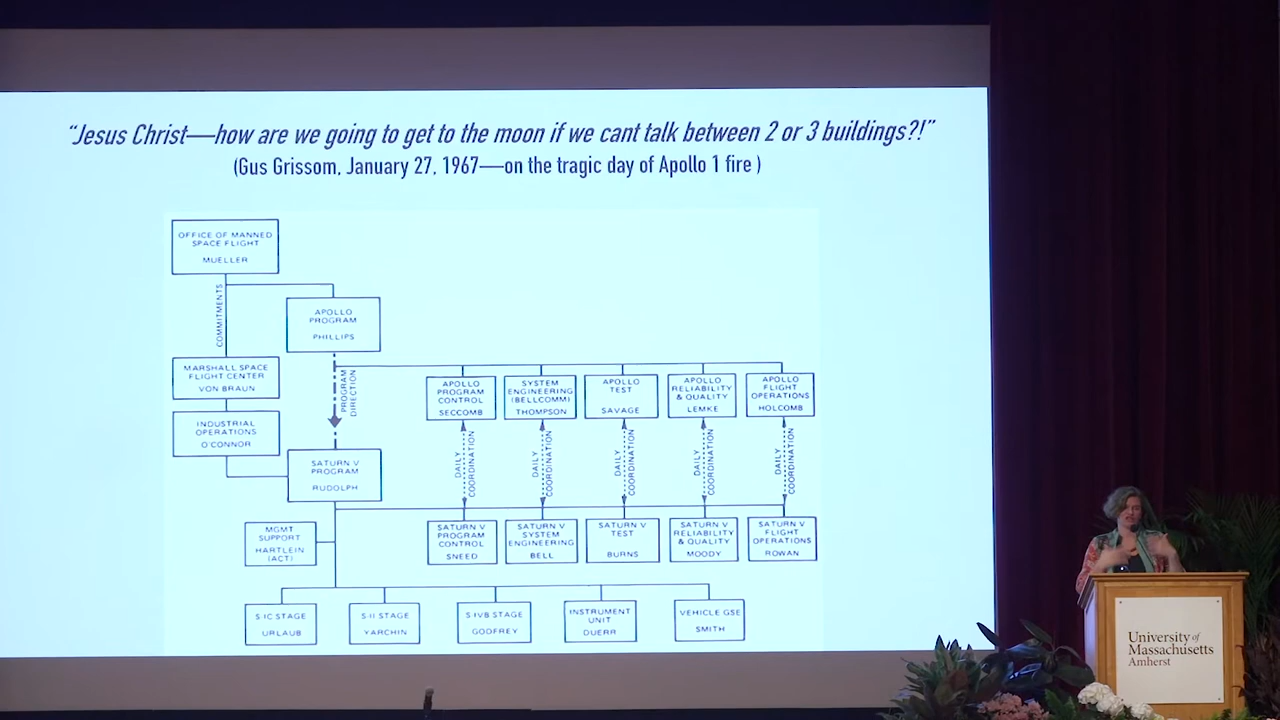 “Jesus Christ—how are we going to get to the moon if we cant talk between 2 or 3 buildings?!”
(Gus Grissom, January 27, 1967—on the tragic day of Apollo 1 fire )
OFFICE OF MANNED
SPACE FLIGHT
MUELLER
COMMITMENTS
APOLLO
PROGRAM
PHILLIPS
MARSHALL SPACE
FLIGHT CENTER
VON BRAUN
PROGRAM
DIRECTION
APOLLO
PROGRAM
CONTROL
SECCOMB
SYSTEM
ENGINEERING
(BELLCOMM)
THOMPSON
APOLLO
TEST
SAVAGE
APOLLO
RELIABILITY
& QUALITY
LEMKE
APOLLO
FLIGHT
OPERATIONS
HOLCOMB
INDUSTRIAL
OPERATIONS
O'CONNOR
DAILY
COORDINATION
DAILY
COORDINATION
DAILY
COORDINATION
DAILY
COORDINATION
DAILY
COORDINATION
SATURN V
PROGRAM
RUDOLPH
MGMT
SUPPORT
HARTLEIN
(ACT)
SATURN V
PROGRAM
CONTROL
SNEED
SATURN V
SYSTEM
ENGINEERING
BELL
SATURN V
TEST
BURNS
SATURN V
RELIABILITY
& QUALITY
MOODY
SATURN V
FLIGHT
OPERATIONS
ROWAN
S-IC STAGE
URLAUB
S-II STAGE
YARCHIN
S-IVB STAGE
GODFREY
INSTRUMENT
UNIT
DUERR
VEHICLE GSE
SMITH
University of
Massachusetts
Amherst